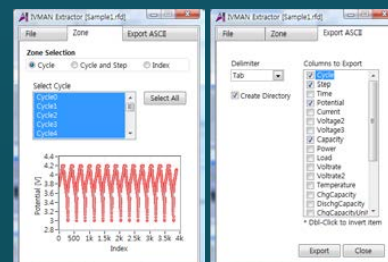 IVMAN Extractor [Sample1.rfd]
File
Zone
Export ASCII
Zone Selection
Cycle
Cycle and Step
Index
Select Cycle
Cycle0
Cycle1
Cycle2
Cycle3
Cycle4
Select All
4.4
4.2
4
3.8
3.6
3.4
3.2
3
2.8
Potential [V]
0 500 1k 1.5k 2k 2.5k 3k 3.5k 4k
Index
IVMAN Extractor [Sample1.rfd]
File
Zone
Export ASCII
Delimiter
Tab
Create Directory
Columns to Export
Cycle
Step
Time
Potential
Current
Voltage2
Voltage3
Capacity
Power
Load
Voltrate
Voltrate2
Temperature
ChgCapacity
DischgCapacity
* Dbl-Click to invert item
Export
Close